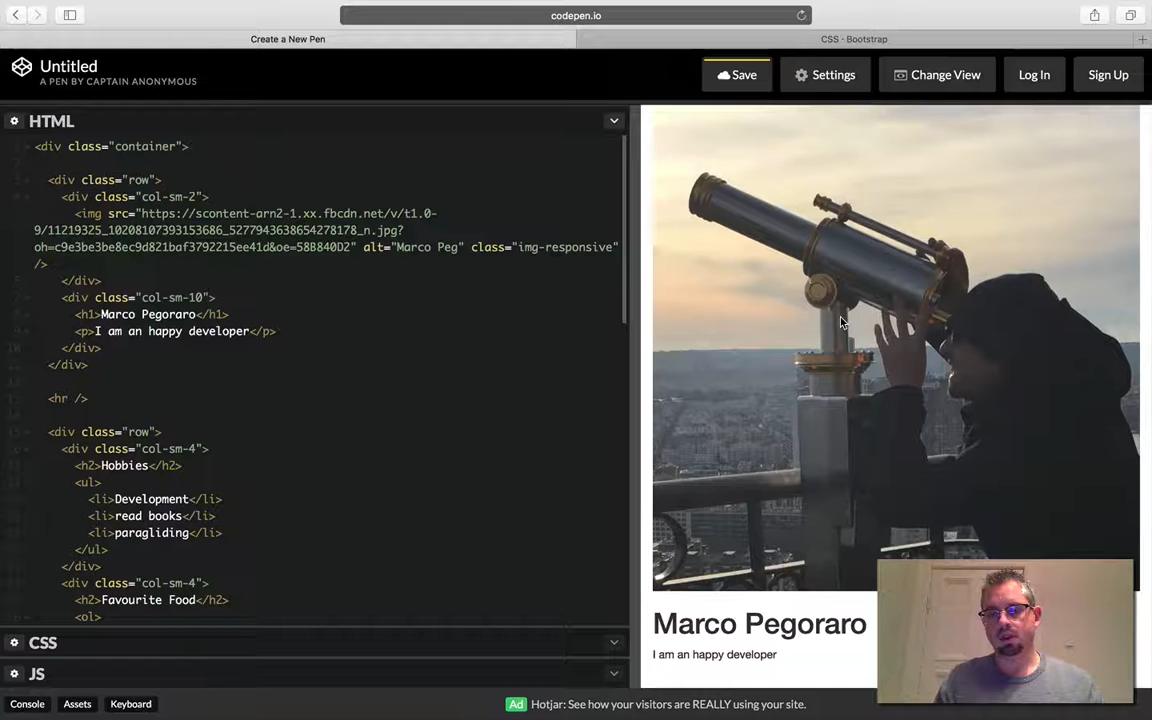 codepen.io
Create a New Pen
CSS · Bootstrap
Untitled
A PEN BY CAPTAIN ANONYMOUS
Save
Settings
Change View
Log In
Sign Up
HTML
<div class="container">
<div class="row">
<div class="col-sm-2">
<img src="https://scontent-arn2-1.xx.fbcdn.net/v/t1.0-
9/11219325_10208107393153686_5277943638654278178_n.jpg?
oh=c9e3be3be8ec9d821baf3792215ee41d&oe=58B840D2" alt="Marco Peg" class="img-responsive"
/>
</div>
<div class="col-sm-10">
<h1>Marco Pegoraro</h1>
<p>I am an happy developer</p>
</div>
</div>
<hr />
<div class="row">
<div class="col-sm-4">
<h2>Hobbies</h2>
<ul>
<li>Development</li>
<li>read books</li>
<li>paragliding</li>
</ul>
</div>
<div class="col-sm-4">
<h2>Favourite Food</h2>
<ol>
CSS
JS
Marco Pegoraro
I am an happy developer
Console
Assets
Keyboard
Ad
Hotjar: See how your visitors are REALLY using your site.